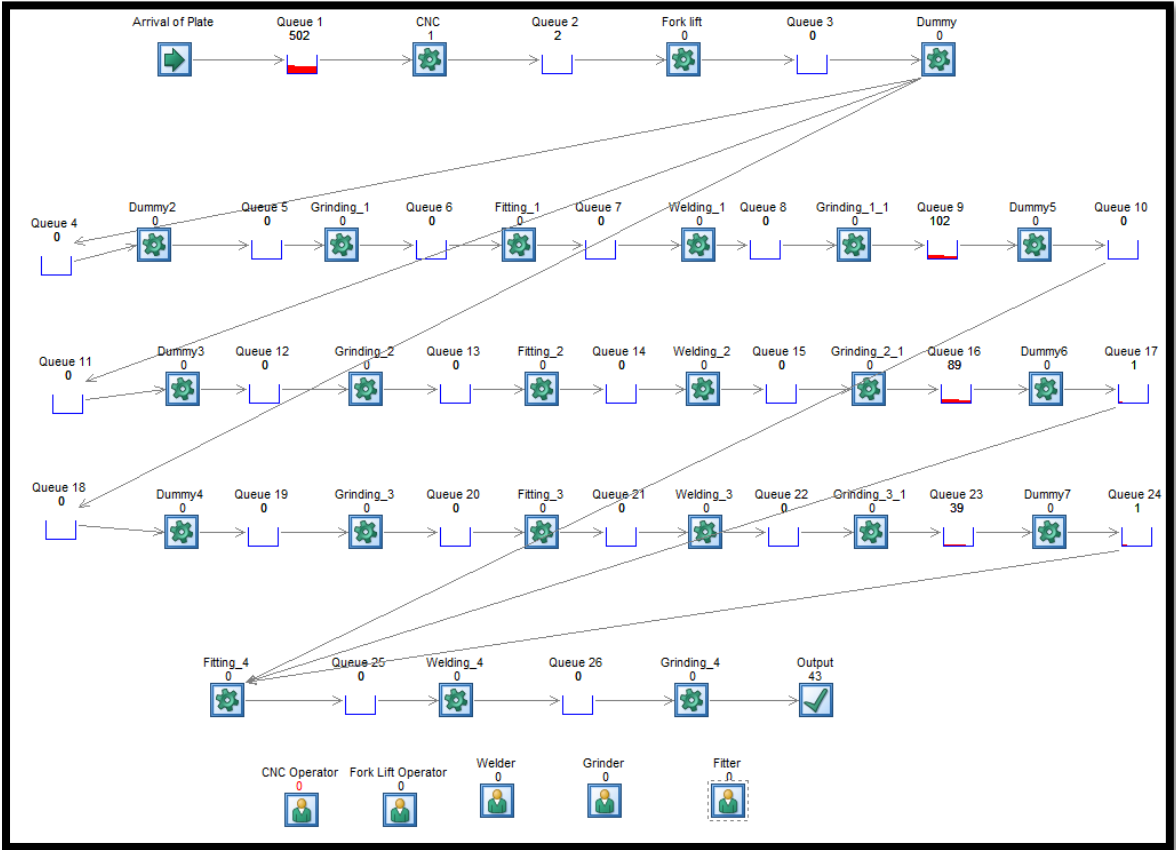 Arrival of Plate Queue 1 CNC Queue 2 Fork lift Queue 3 Dummy
502 1 2 0 0 0
Dummy2 Queue 5 Grinding_1 Queue 6 Fitting_1 Queue 7 Welding_1 Queue 8 Grinding_1_1 Queue 9 Dummy5 Queue 10
0 0 0 0 0 0 0 0 0 102 0 0
Queue 4
0
Dummy3 Queue 12 Grinding_2 Queue 13 Fitting_2 Queue 14 Welding_2 Queue 15 Grinding_2_1 Queue 16 Dummy6 Queue 17
0 0 0 0 0 0 0 0 0 89 0 1
Queue 11
0
Queue 18
0
Dummy4 Queue 19 Grinding_3 Queue 20 Fitting_3 Queue 21 Welding_3 Queue 22 Grinding_3_1 Queue 23 Dummy7 Queue 24
0 0 0 0 0 0 0 0 0 39 0 1
Fitting_4 Queue 25 Welding_4 Queue 26 Grinding_4 Output
0 0 0 0 0 43
Welder Grinder Fitter
0 0 0
CNC Operator Fork Lift Operator
0 0